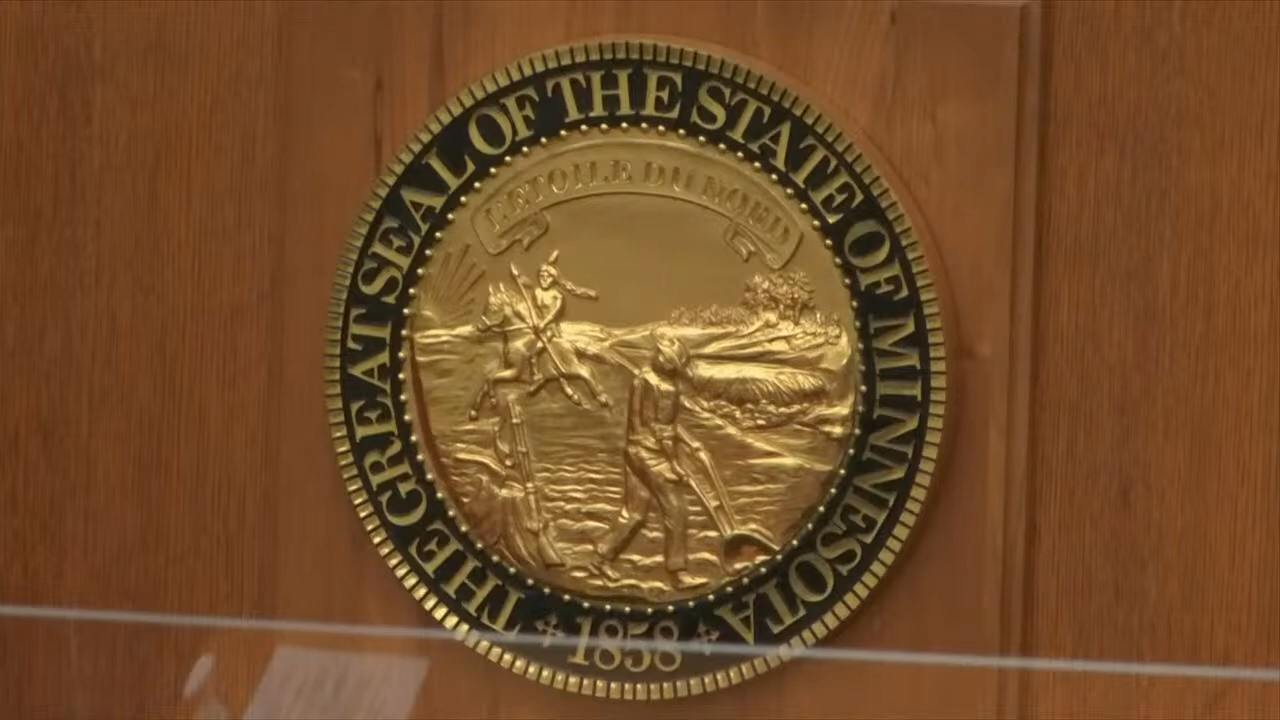 THE GREAT SEAL OF THE STATE OF MINNESOTA
L'ETOILE DU NORD
1858